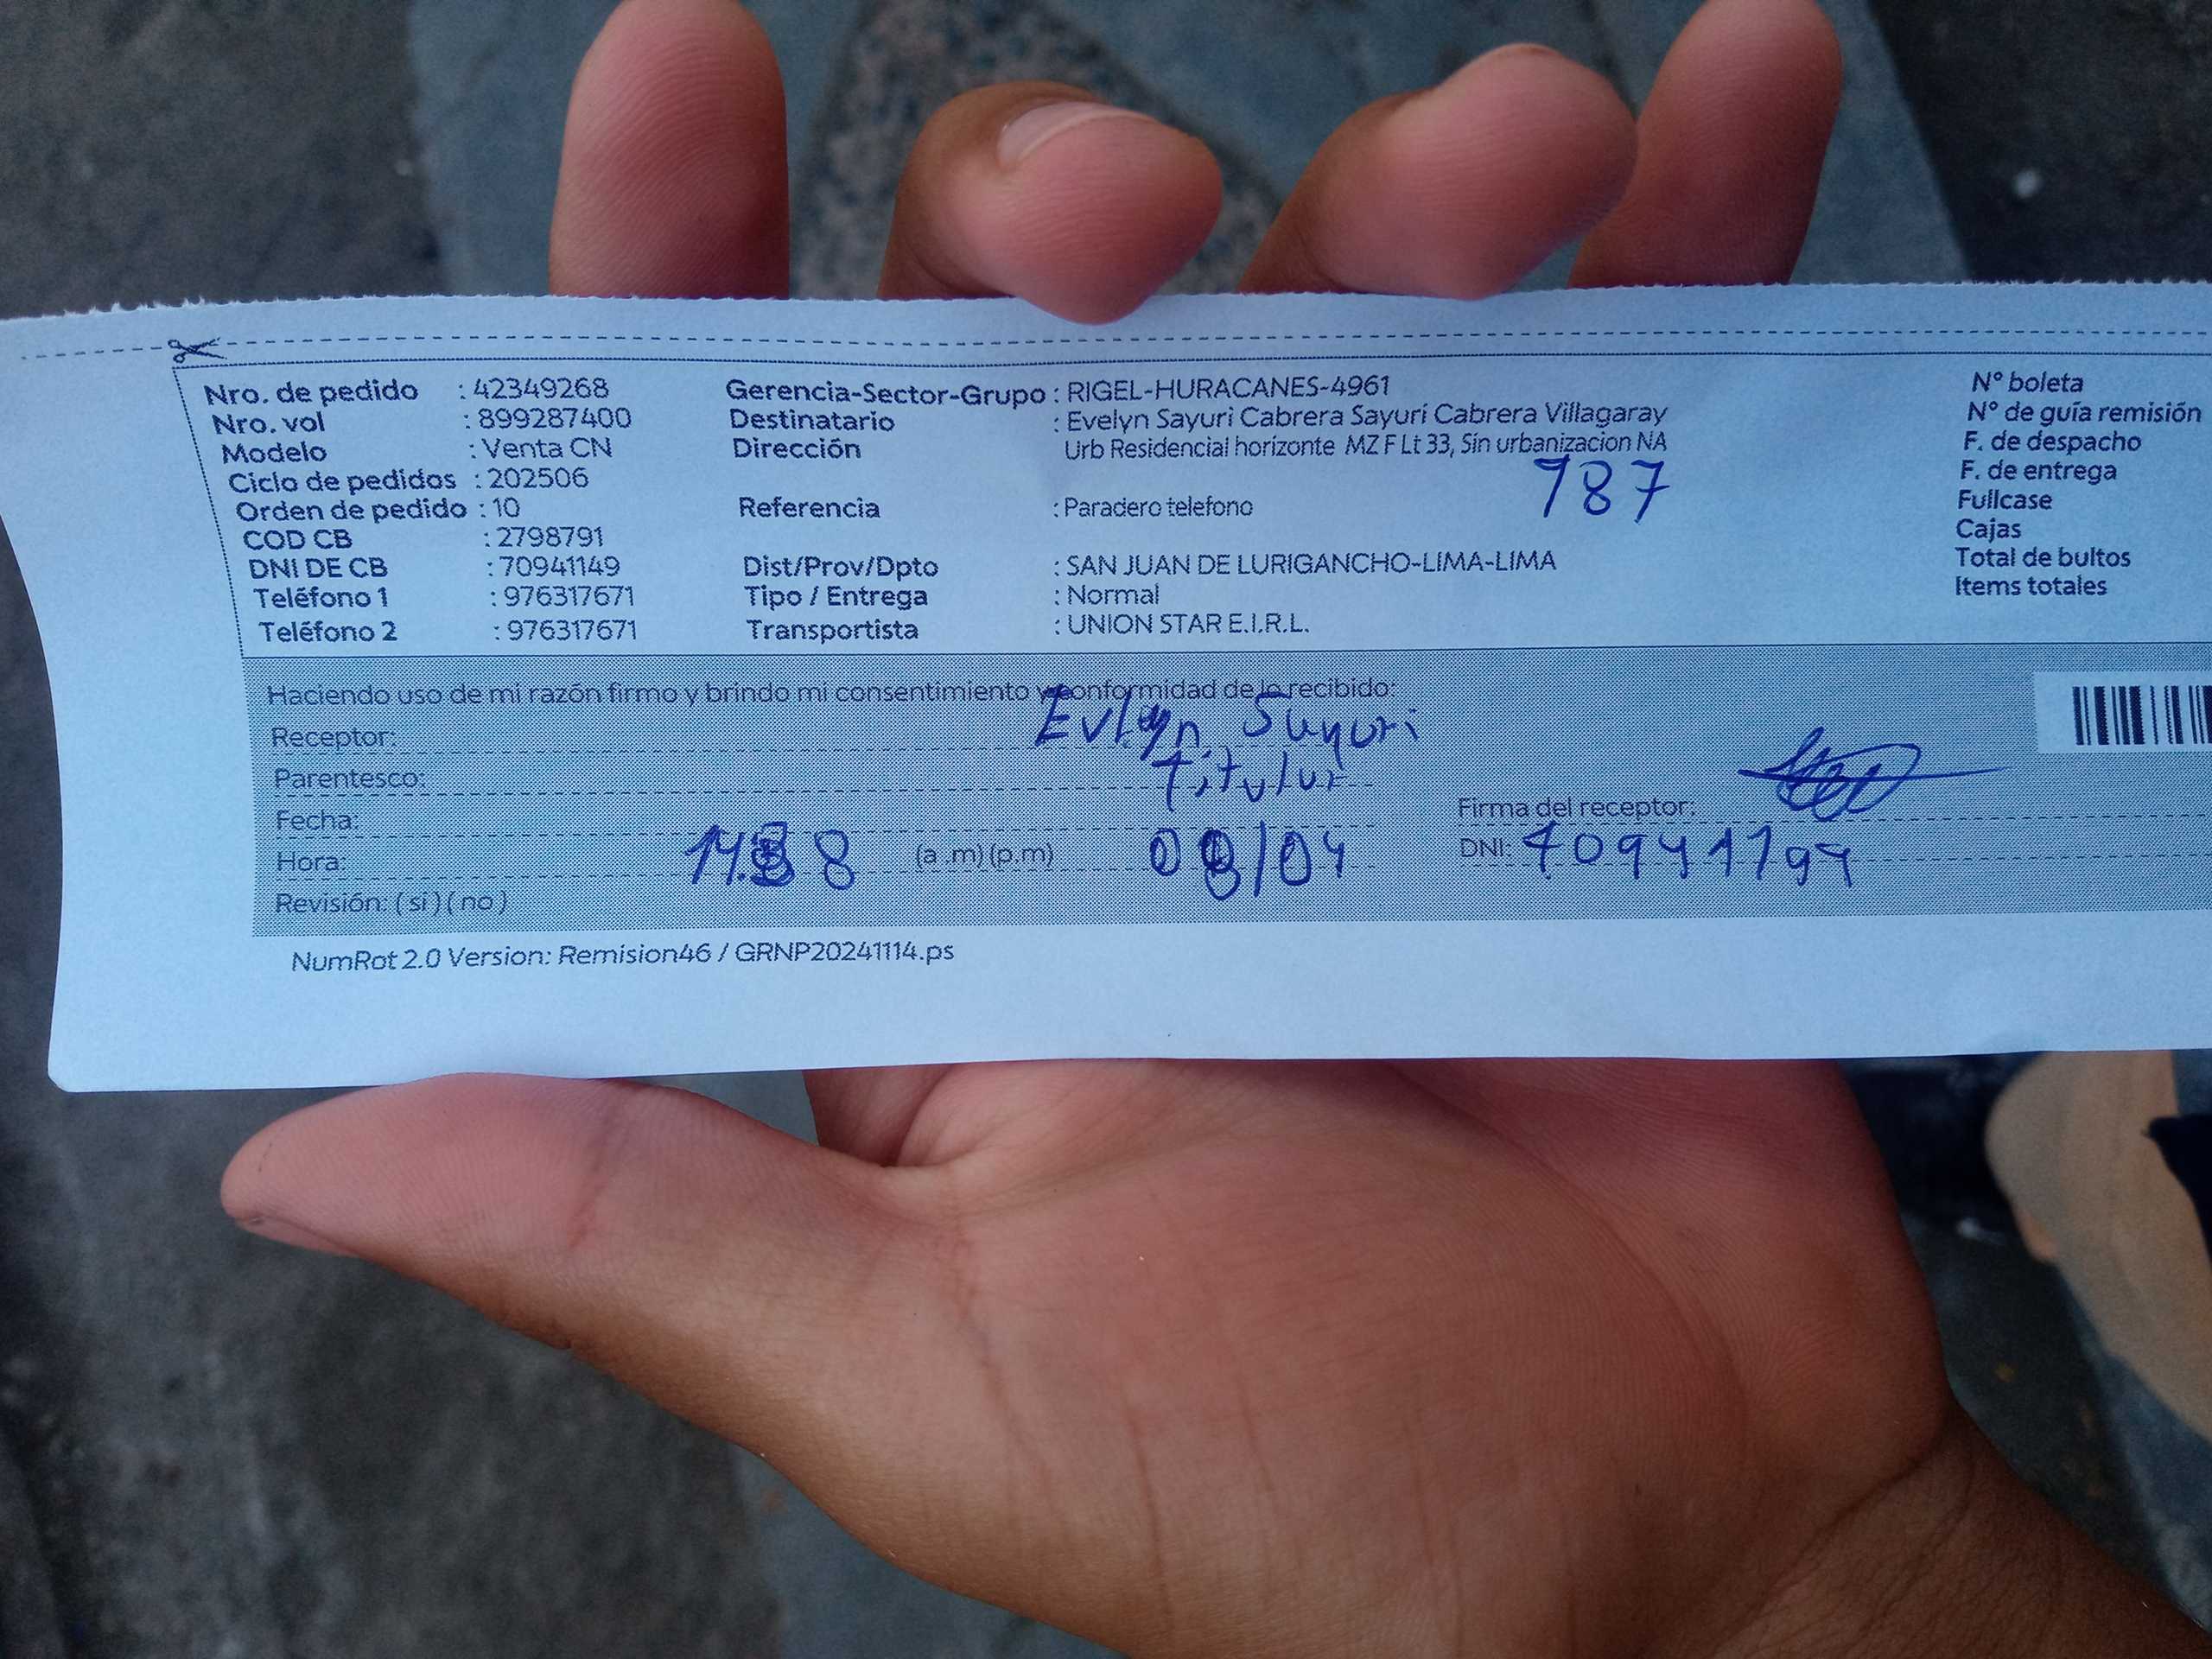 Nro. de pedido : 42349268
Nro. vol : 899287400
Modelo : Venta CN
Ciclo de pedidos : 202506
Orden de pedido : 10
COD CB : 2798791
DNI DE CB : 70941149
Teléfono 1 : 976317671
Teléfono 2 : 976317671
Gerencia-Sector-Grupo : RIGEL-HURACANES-4961
Destinatario : Evelyn Sayuri Cabrera Sayuri Cabrera Villagaray
Dirección Urb Residencial horizonte MZ F Lt 33, Sin urbanizacion NA
787
Referencia : Paradero telefono
Dist/Prov/Dpto : SAN JUAN DE LURIGANCHO-LIMA-LIMA
Tipo / Entrega : Normal
Transportista : UNION STAR E.I.R.L.
N° boleta
N° de guía remisión
F. de despacho
F. de entrega
Fullcase
Cajas
Total de bultos
Items totales
Haciendo uso de mi razón firmo y brindo mi consentimiento y conformidad de lo recibido:
Receptor: Evlyn Suyuri
Parentesco: titular
Fecha:
Hora: (a .m) (p.m)
Revisión: ( si ) ( no )
Firma del receptor:
DNI:
NumRot 2.0 Version: Remision46 / GRNP20241114.ps